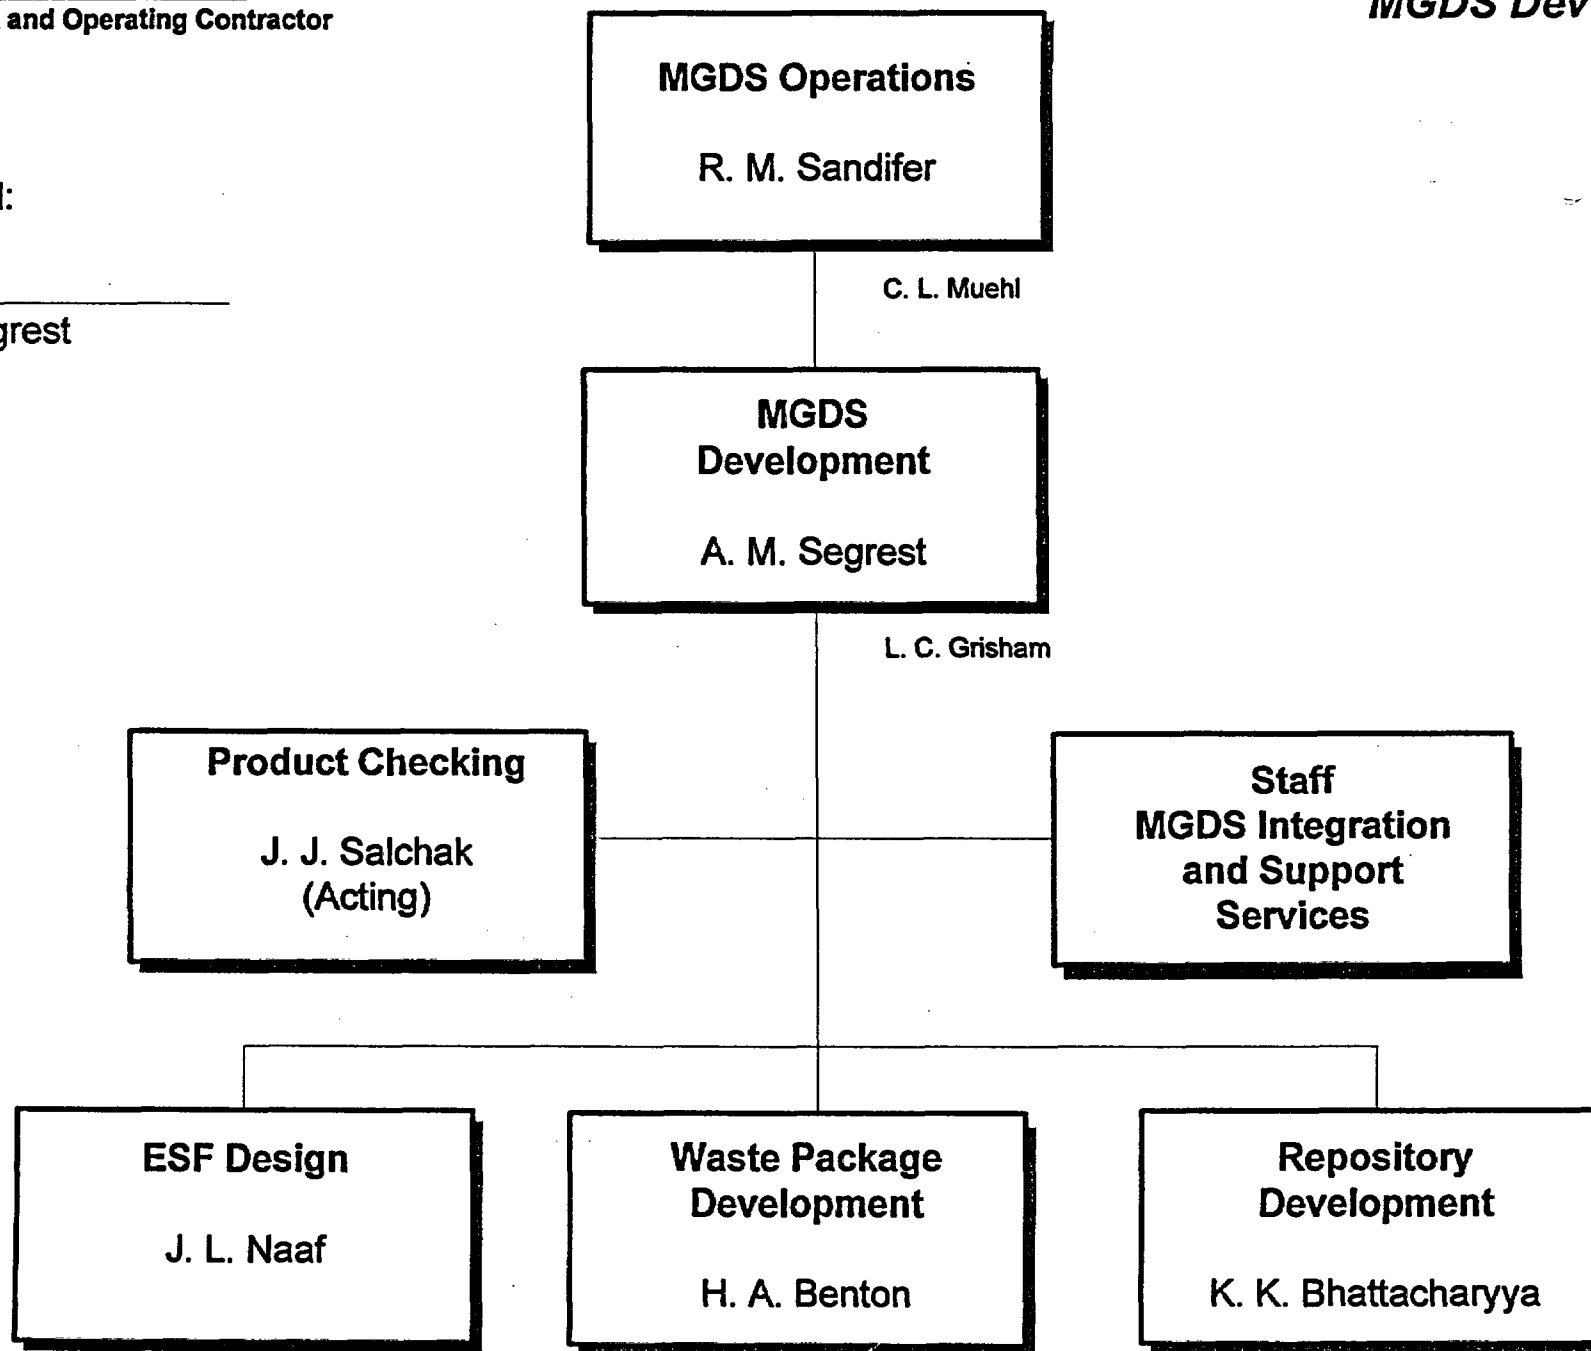 and Operating Contractor
MGDS Dev
MGDS Operations
R. M. Sandifer
C. L. Muehl
grest
MGDS
Development
A. M. Segrest
L. C. Grisham
Product Checking
J. J. Salchak
(Acting)
Staff
MGDS Integration
and Support
Services
ESF Design
J. L. Naaf
Waste Package
Development
H. A. Benton
Repository
Development
K. K. Bhattacharyya